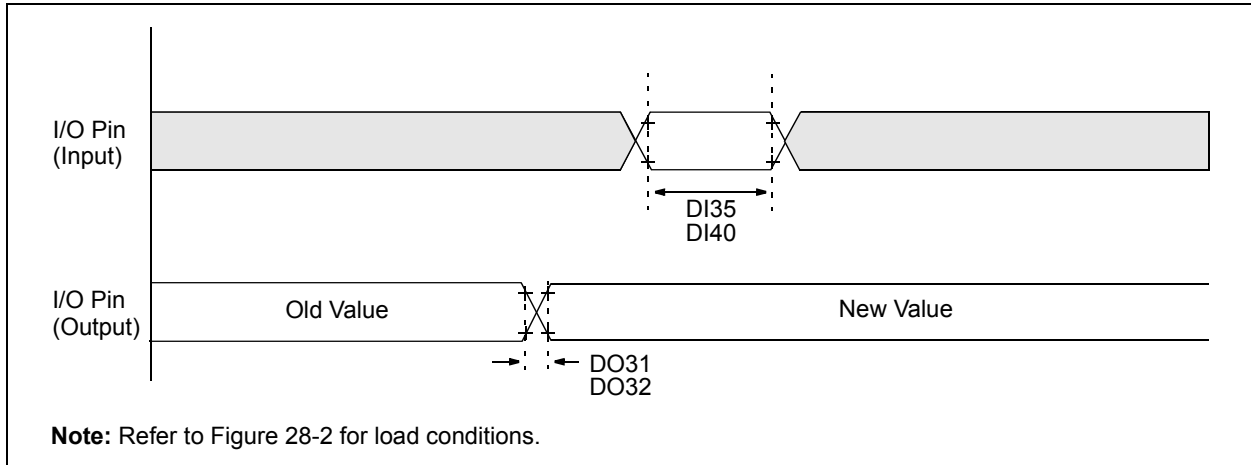 I/O Pin
(Input)
DI35
DI40
I/O Pin
(Output)
Old Value
New Value
DO31
DO32
Note: Refer to Figure 28-2 for load conditions.